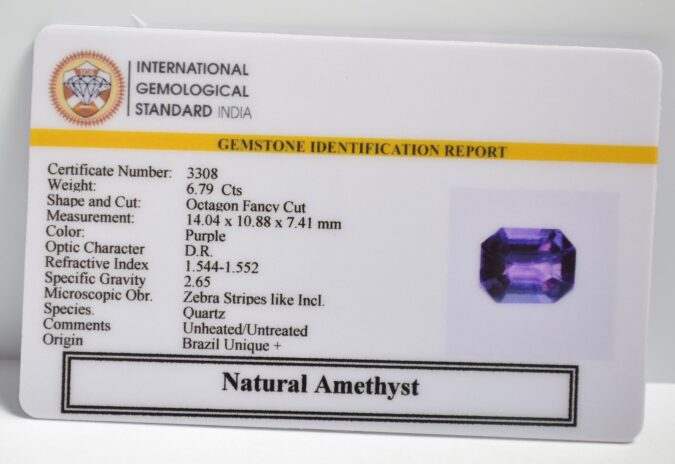 INTERNATIONAL
GEMOLOGICAL
STANDARD INDIA
GEMSTONE IDENTIFICATION REPORT
Certificate Number: 3308
Weight: 6.79 Cts
Shape and Cut: Octagon Fancy Cut
Measurement: 14.04 x 10.88 x 7.41 mm
Color: Purple
Optic Character D.R.
Refractive Index 1.544-1.552
Specific Gravity 2.65
Microscopic Obr. Zebra Stripes like Incl.
Species. Quartz
Comments Unheated/Untreated
Origin Brazil Unique +
Natural Amethyst